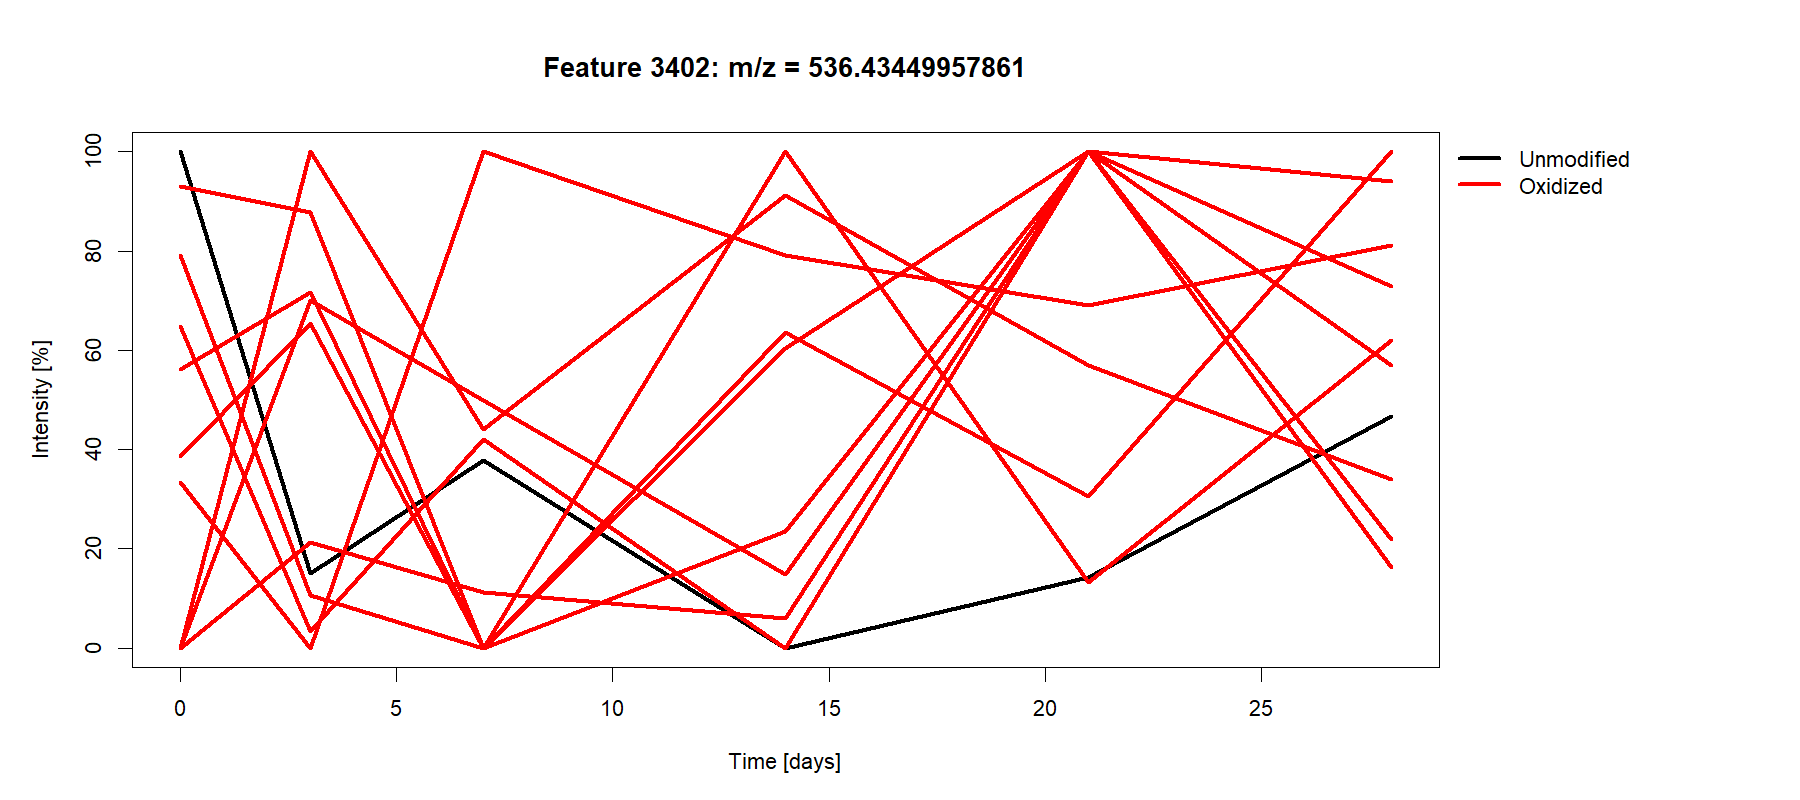 Feature 3402: m/z = 536.43449957861
Intensity [%]
100
80
60
40
20
0
0 5 10 15 20 25
Time [days]
Unmodified
Oxidized